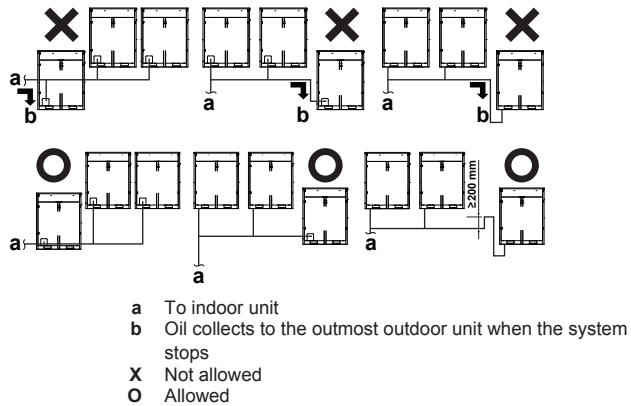 a
b
a
b
a
b
a
a
≥200 mm
a
a To indoor unit
b Oil collects to the outmost outdoor unit when the system
stops
X Not allowed
O Allowed